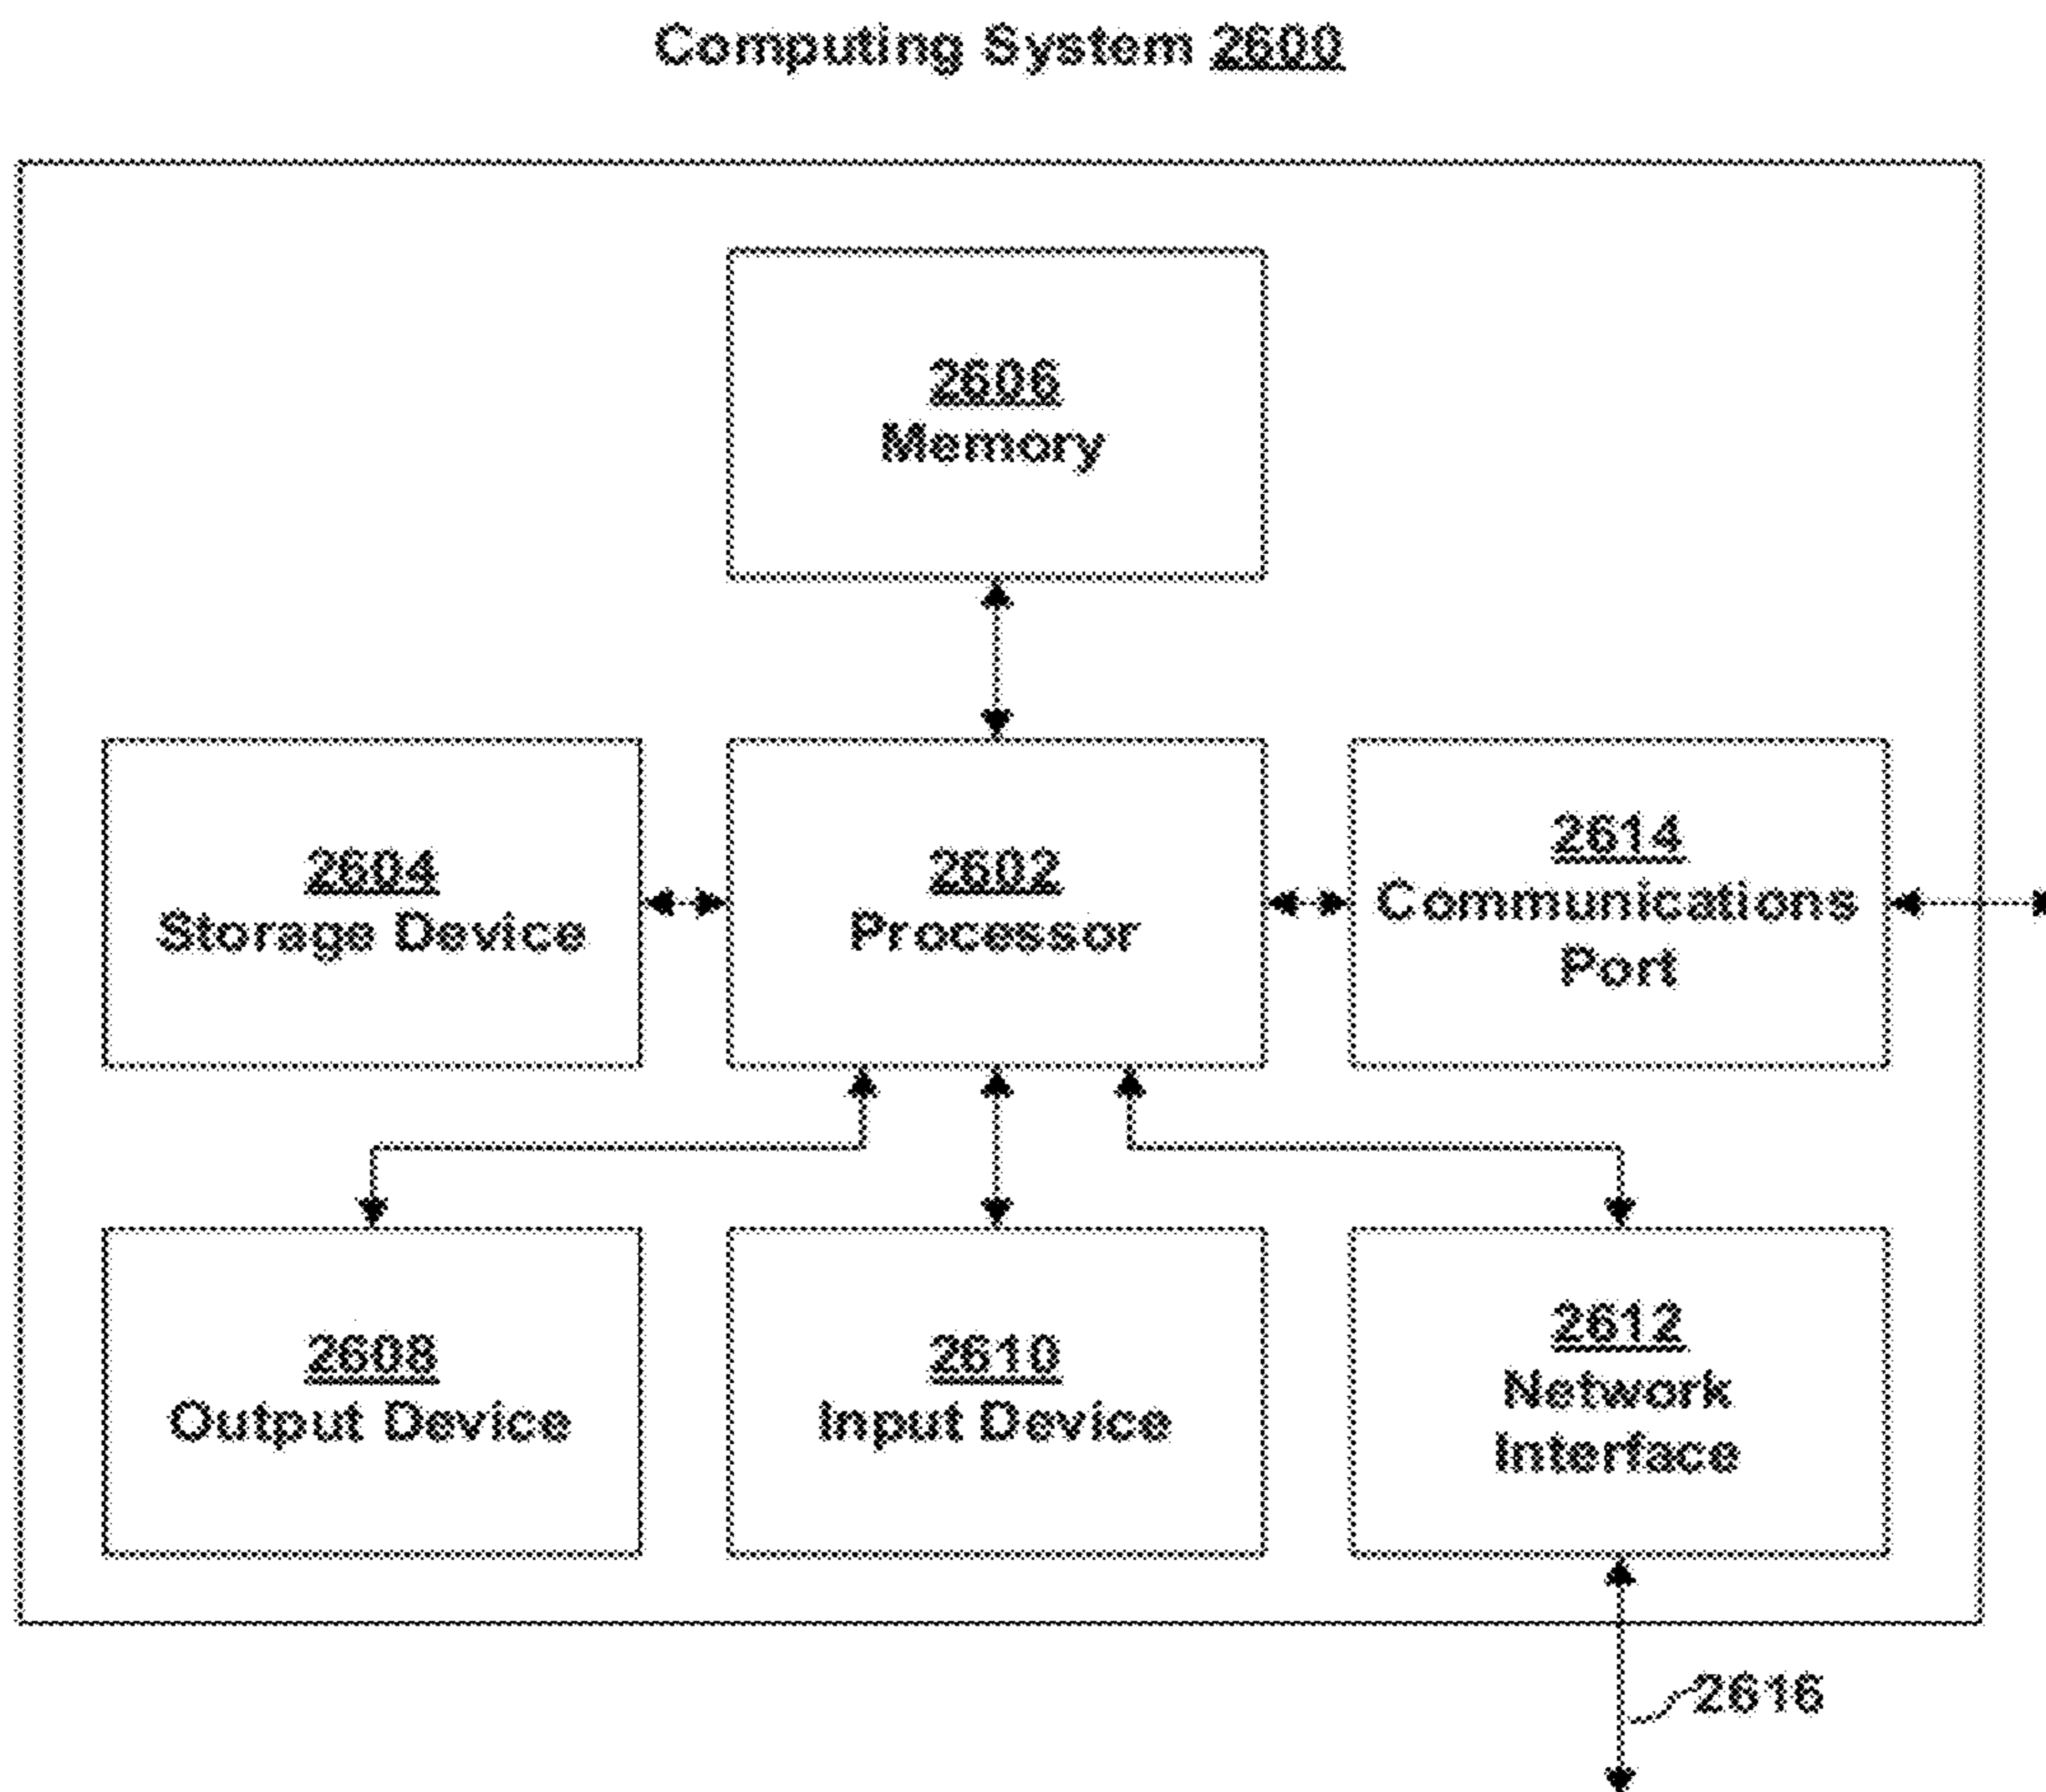 Computing System 2600
2606
Memory
2604
Storage Device
2602
Processor
2614
Communications
Port
2608
Output Device
2610
Input Device
2612
Network
Interface
2616